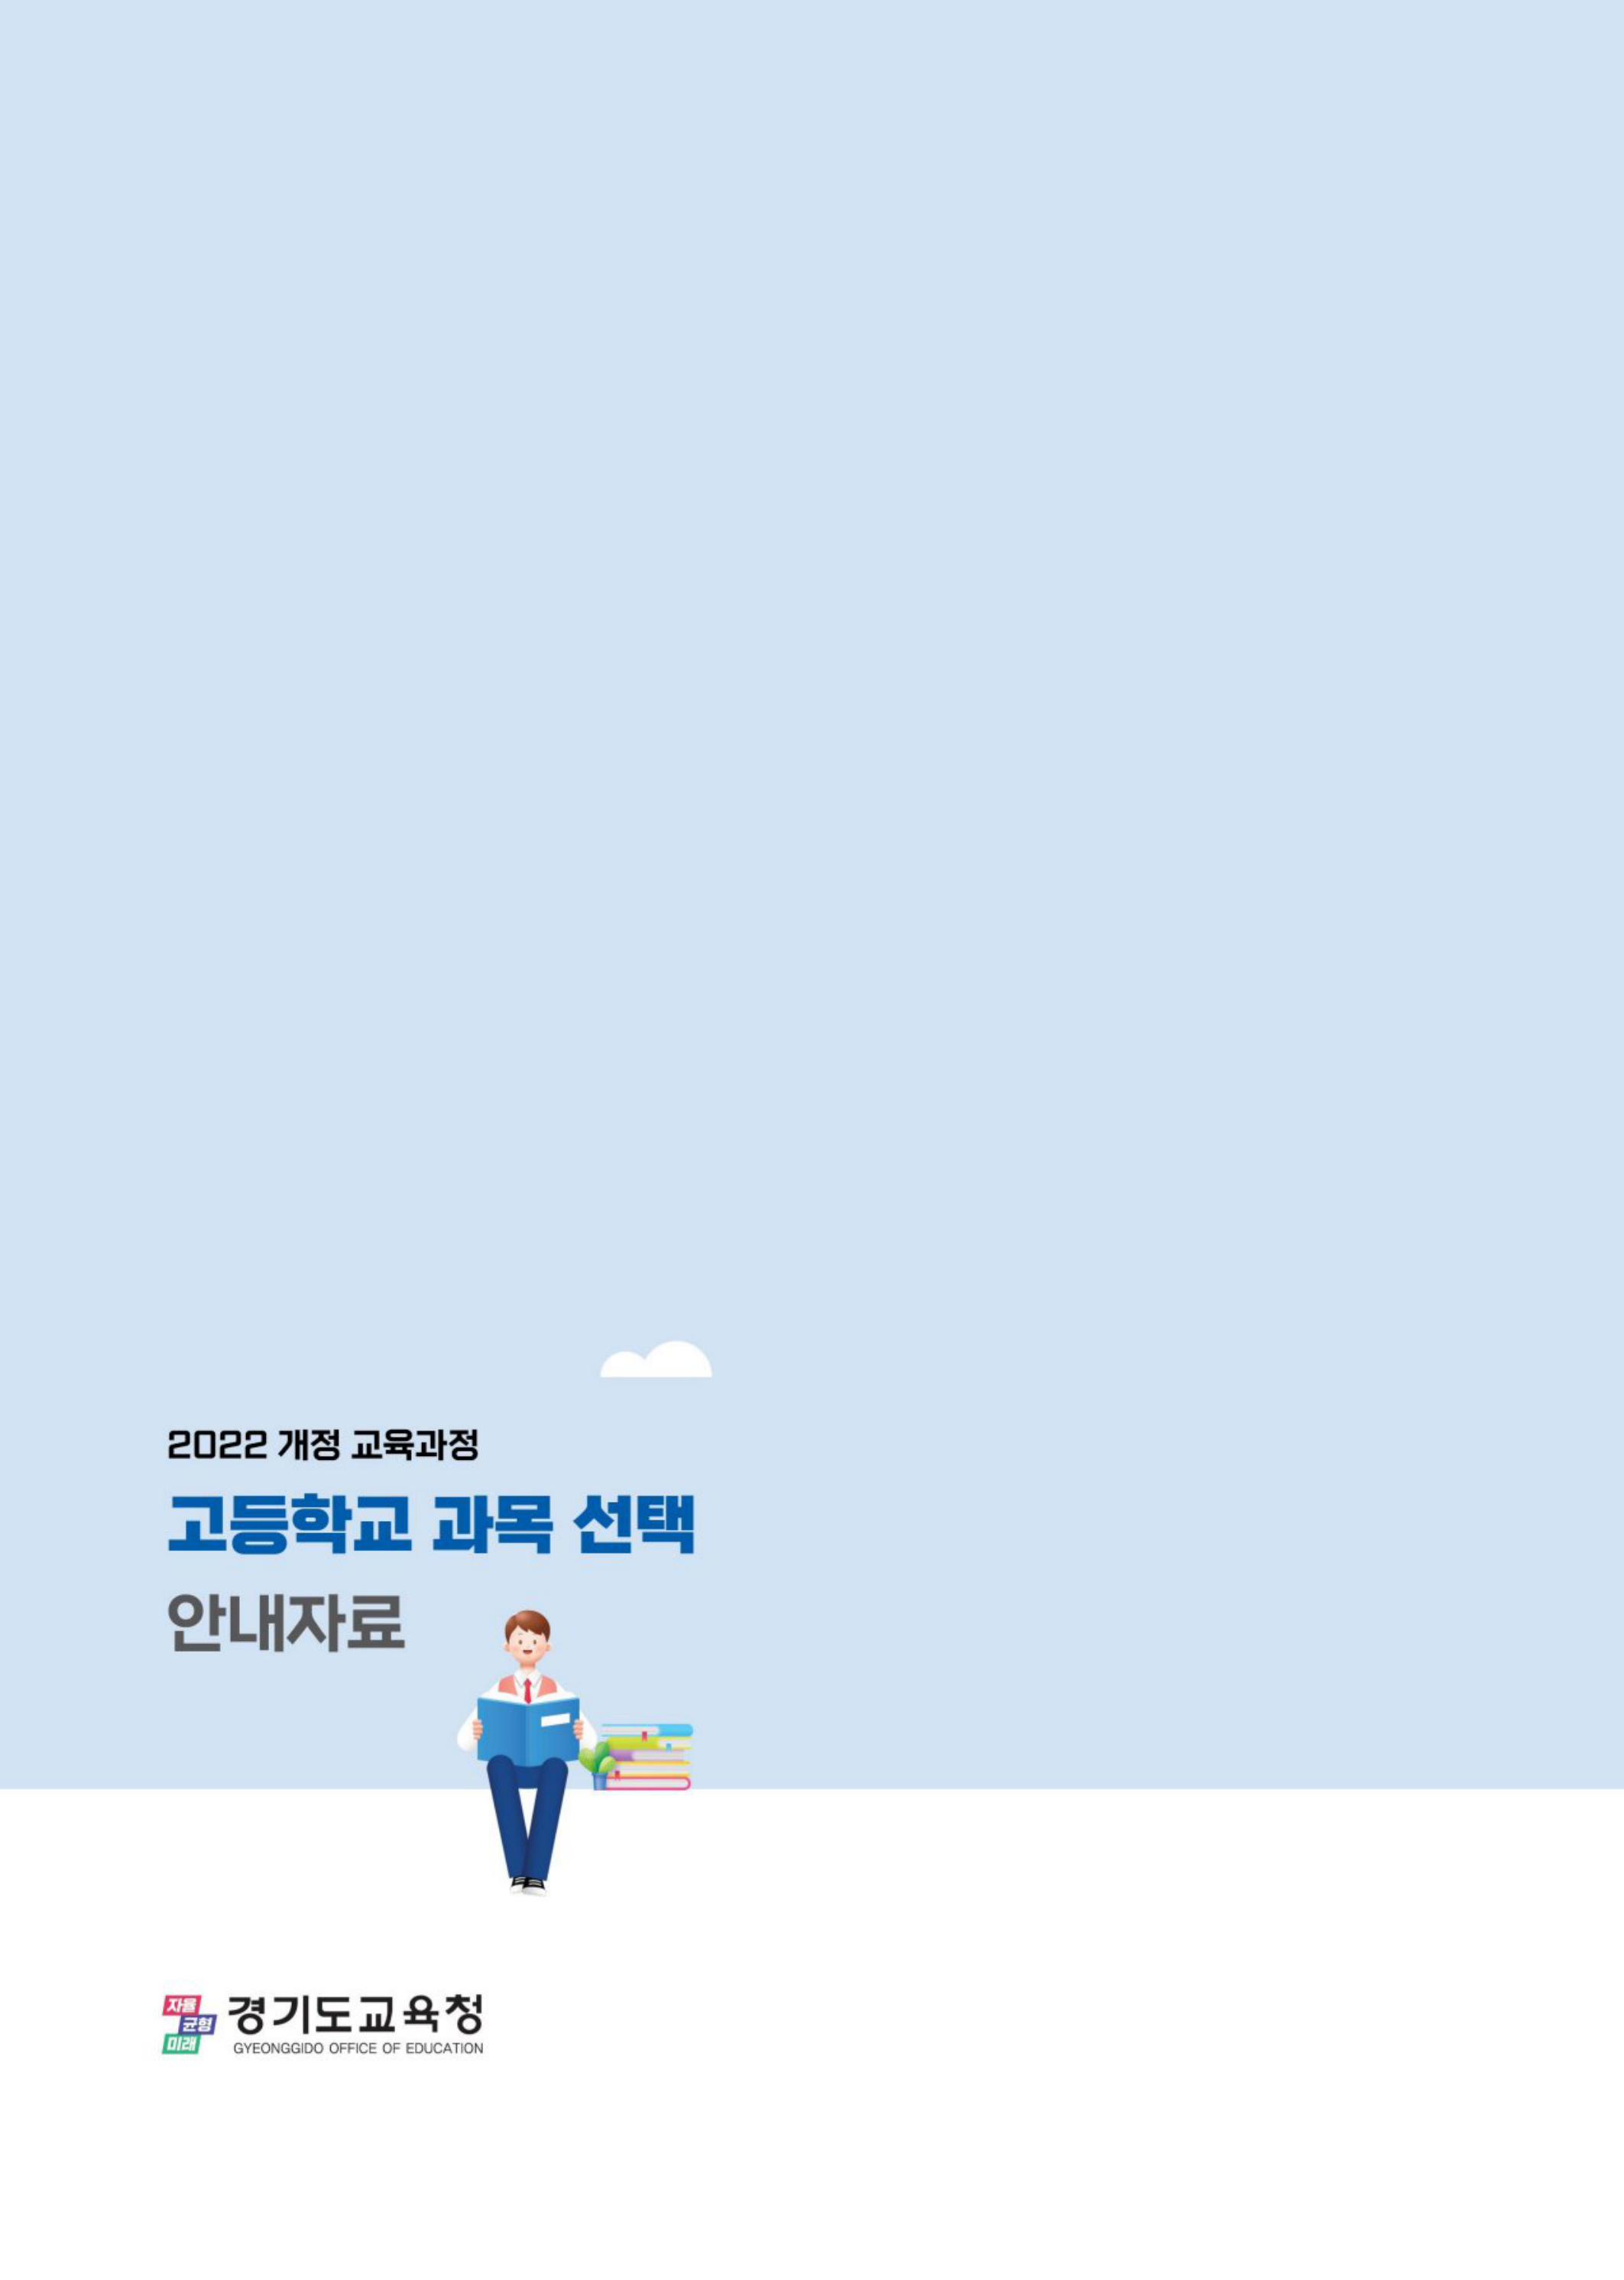 2022 개정 교육과정
고등학교 과목 선택
안내자료
자율
균형
미래
경기도교육청
GYEONGGIDO OFFICE OF EDUCATION